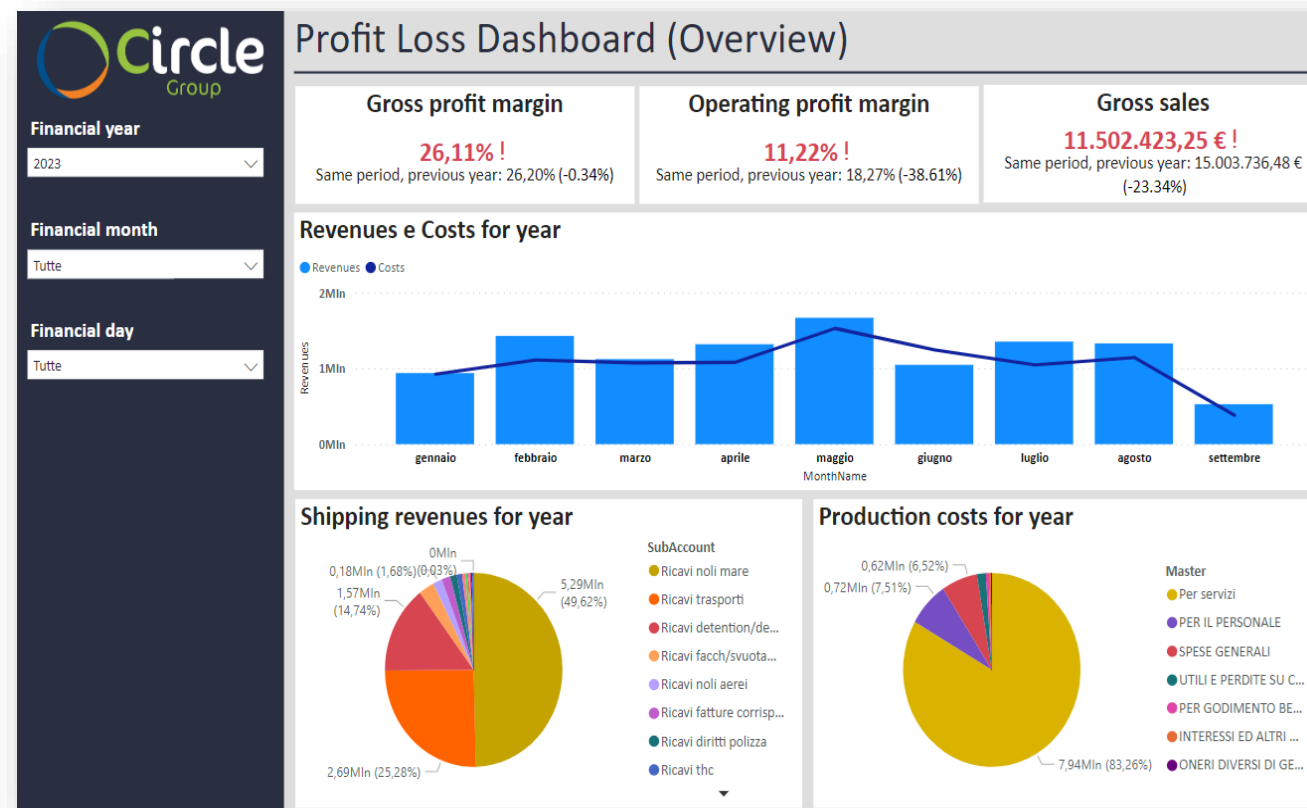 Circle
Group
Financial year
2023
Financial month
Tutte
Financial day
Tutte
Profit Loss Dashboard (Overview)
Gross profit margin
26,11% !
Same period, previous year: 26,20% (-0.34%)
Operating profit margin
11,22% !
Same period, previous year: 18,27% (-38.61%)
Gross sales
11.502.423,25 € !
Same period, previous year: 15.003.736,48 €
(-23.34%)
Revenues e Costs for year
Revenues Costs
2Mln
1Mln
0Mln
Revenues
gennaio febbraio marzo aprile maggio giugno luglio agosto settembre
MonthName
Shipping revenues for year
0Mln
(0,03%)
0,18Mln (1,68%)
1,57Mln
(14,74%)
5,29Mln
(49,62%)
2,69Mln (25,28%)
SubAccount
Ricavi noli mare
Ricavi trasporti
Ricavi detention/de...
Ricavi facch/svuota...
Ricavi noli aerei
Ricavi fatture corrisp...
Ricavi diritti polizza
Ricavi thc
Production costs for year
0,62Mln (6,52%)
0,72Mln (7,51%)
7,94Mln (83,26%)
Master
Per servizi
PER IL PERSONALE
SPESE GENERALI
UTILI E PERDITE SU C...
PER GODIMENTO BE...
INTERESSI ED ALTRI ...
ONERI DIVERSI DI GE...